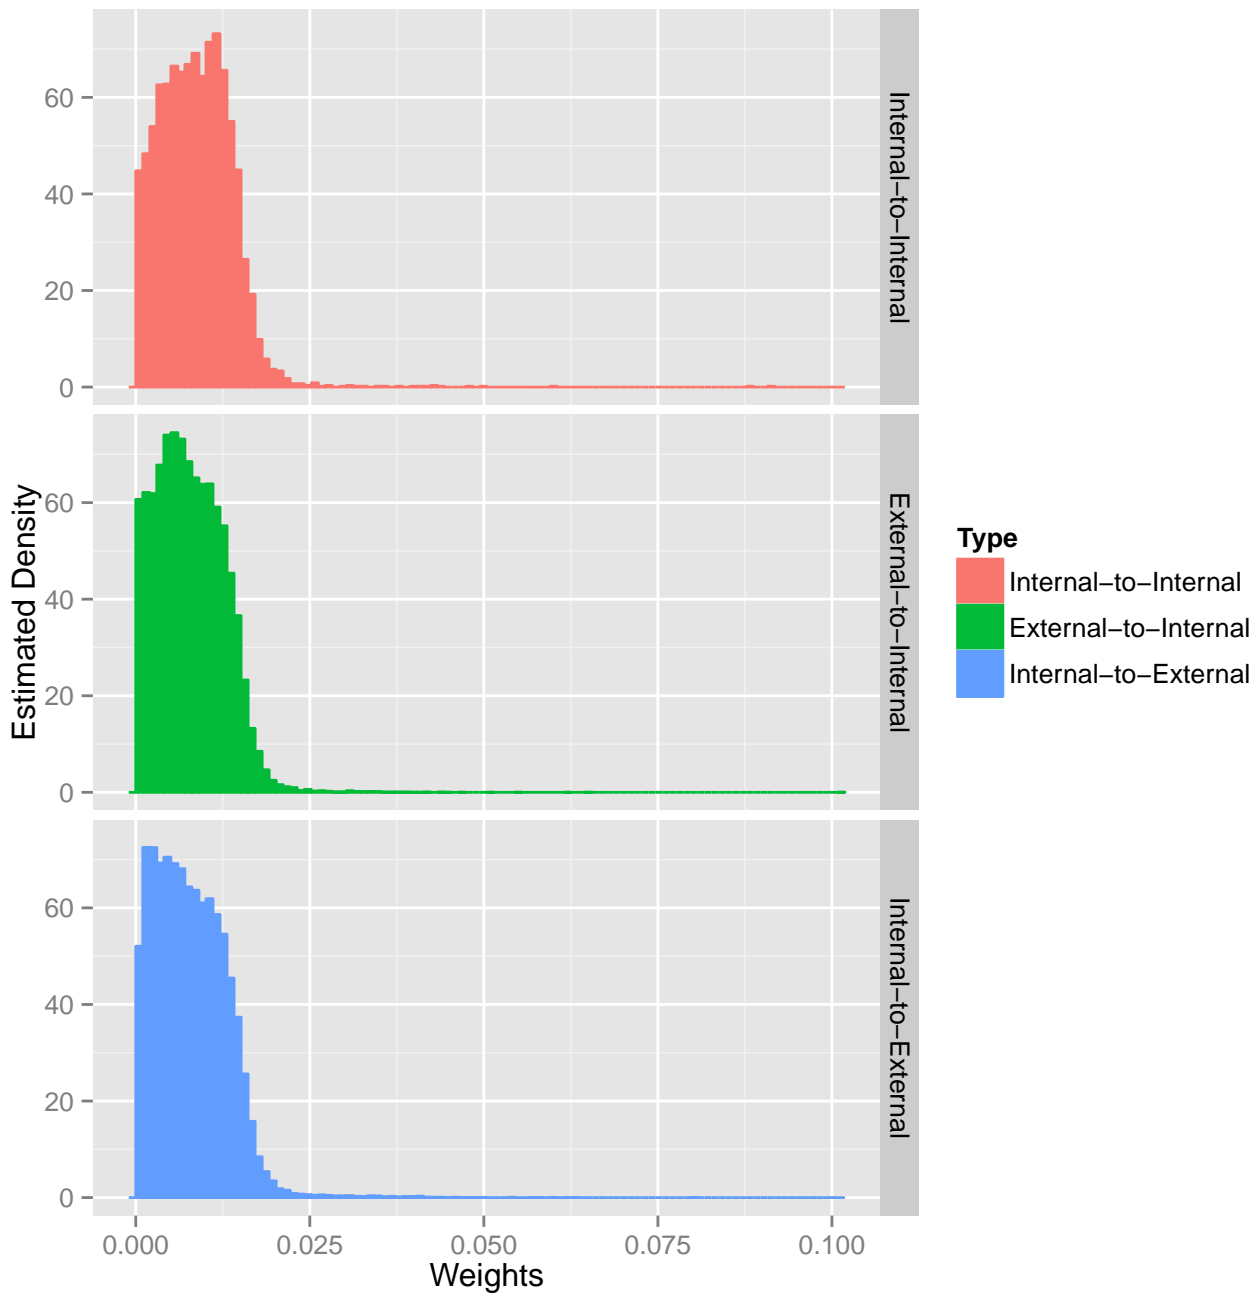 Estimated Density
60
40
20
0
Internal−to−Internal
60
40
20
0
External−to−Internal
60
40
20
0
Internal−to−External
0.000 0.025 0.050 0.075 0.100
Weights
Type
Internal−to−Internal
External−to−Internal
Internal−to−External